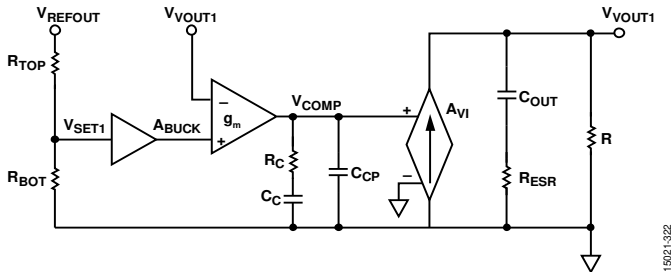 VREFOUT
VVOUT1
VVOUT1
RTOP
COUT
VCOMP
AVI
+
−
gm
VSET1
ABUCK
+
RC
CCP
R
RBOT
CC
−
RESR
15021-322